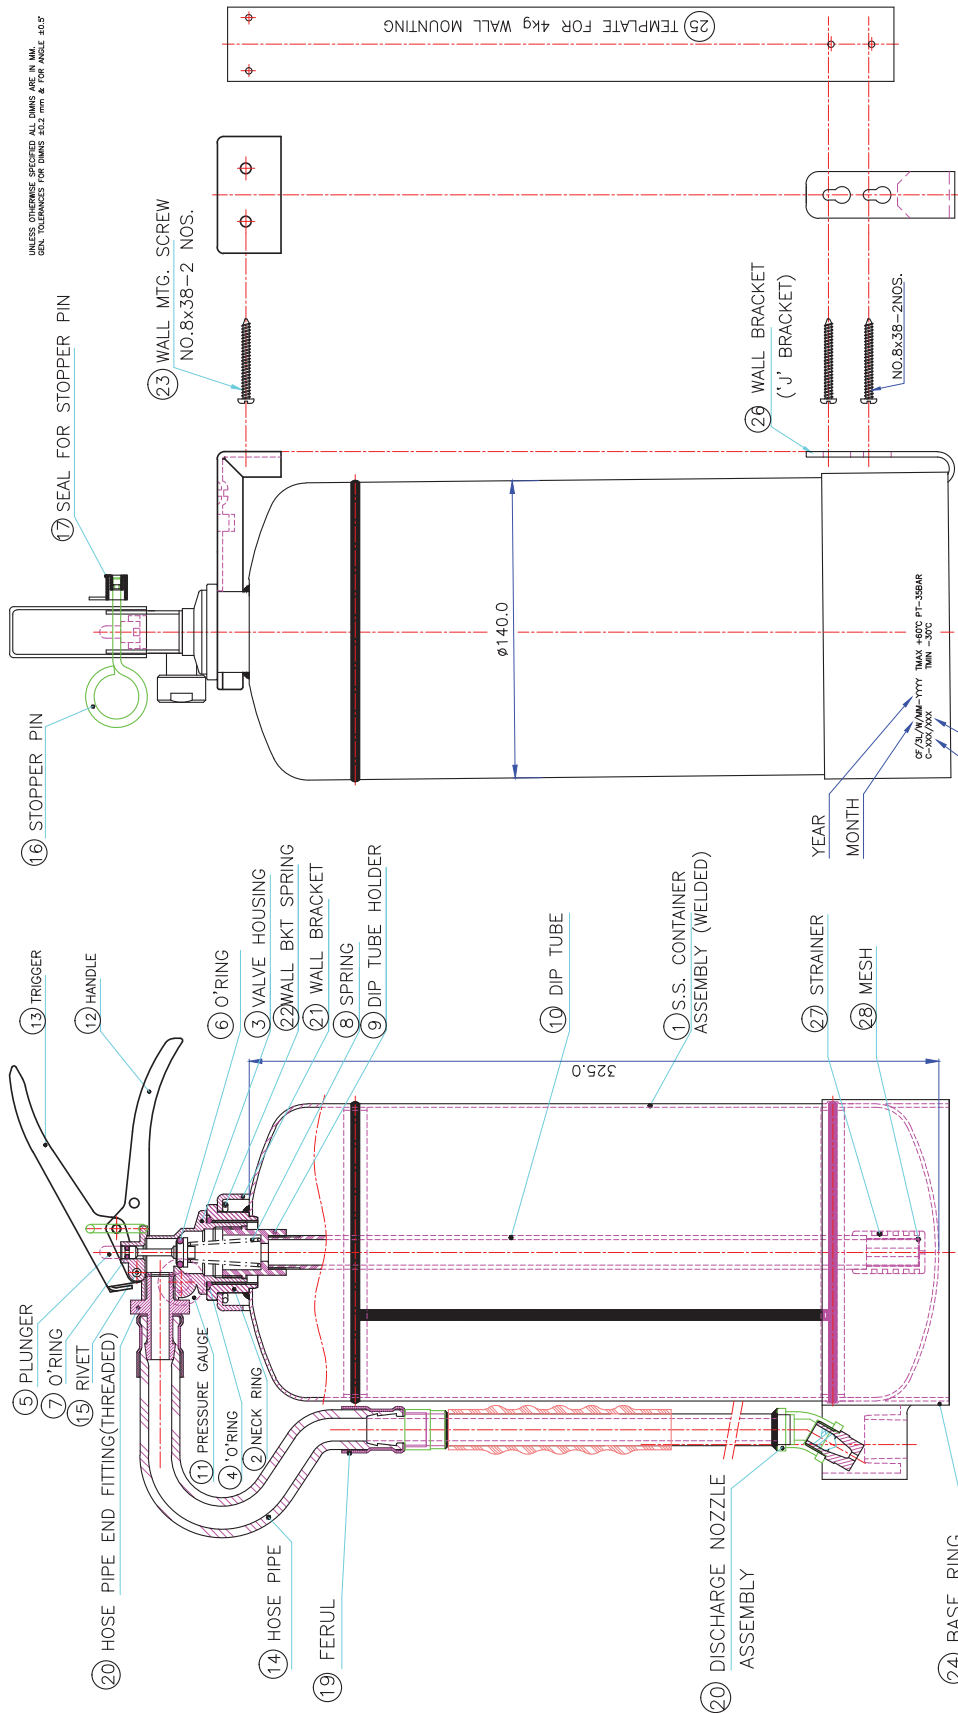 UNLESS OTHERWISE SPECIFIED ALL DIMNS ARE IN MM.
GEN. TOLERANCES FOR DIMNS ±0.2 mm & FOR ANGLE ±0.5°
13 TRIGGER
12 HANDLE
5 PLUNGER
7 O'RING
15 RIVET
20 HOSE PIPE END FITTING(THREADED)
11 PRESSURE GAUGE
4 'O'RING
2 NECK RING
14 HOSE PIPE
19 FERUL
20 DISCHARGE NOZZLE
ASSEMBLY
24 BASE RING
6 O'RING
3 VALVE HOUSING
22 WALL BKT SPRING
21 WALL BRACKET
8 SPRING
9 DIP TUBE HOLDER
10 DIP TUBE
1 S.S. CONTAINER
ASSEMBLY (WELDED)
27 STRAINER
28 MESH
325.0
16 STOPPER PIN
17 SEAL FOR STOPPER PIN
23 WALL MTG. SCREW
NO.8x38-2 NOS.
26 WALL BRACKET
('J' BRACKET)
NO.8x38-2NOS.
ø140.0
YEAR
MONTH
CF/3L/W/MM-YYYY TMAX +60°C PT-35BAR
C-XXX/XXX TMIN -30°C
25 TEMPLATE FOR 4kg WALL MOUNTING